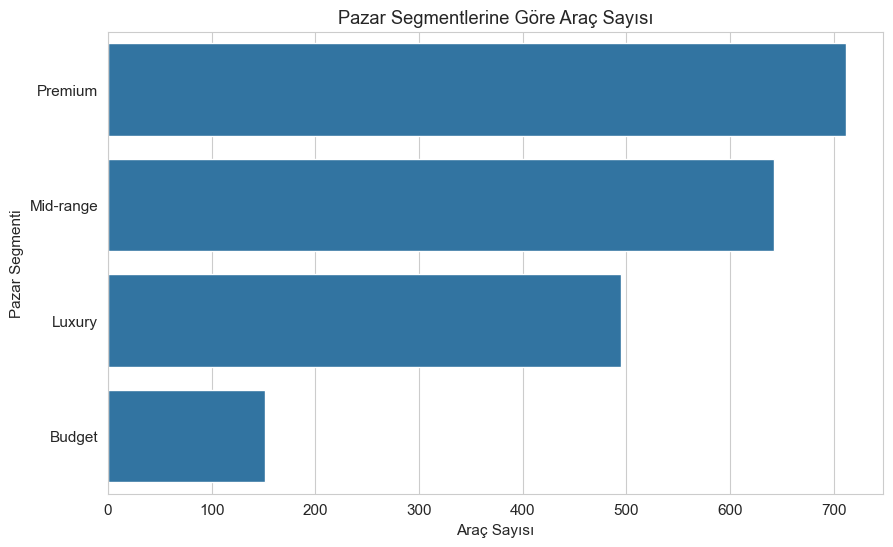 Pazar Segmentlerine Göre Araç Sayısı
Pazar Segmenti
Premium
Mid-range
Luxury
Budget
0 100 200 300 400 500 600 700
Araç Sayısı